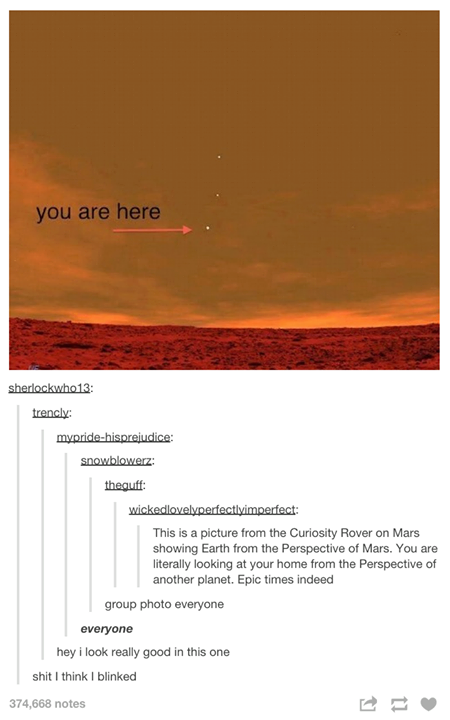 you are here
sherlockwho13:
trencly:
mypride-hisprejudice:
snowblowerz:
theguff:
wickedlovelyperfectlyimperfect:
This is a picture from the Curiosity Rover on Mars
showing Earth from the Perspective of Mars. You are
literally looking at your home from the Perspective of
another planet. Epic times indeed
group photo everyone
everyone
hey i look really good in this one
shit I think I blinked
374,668 notes